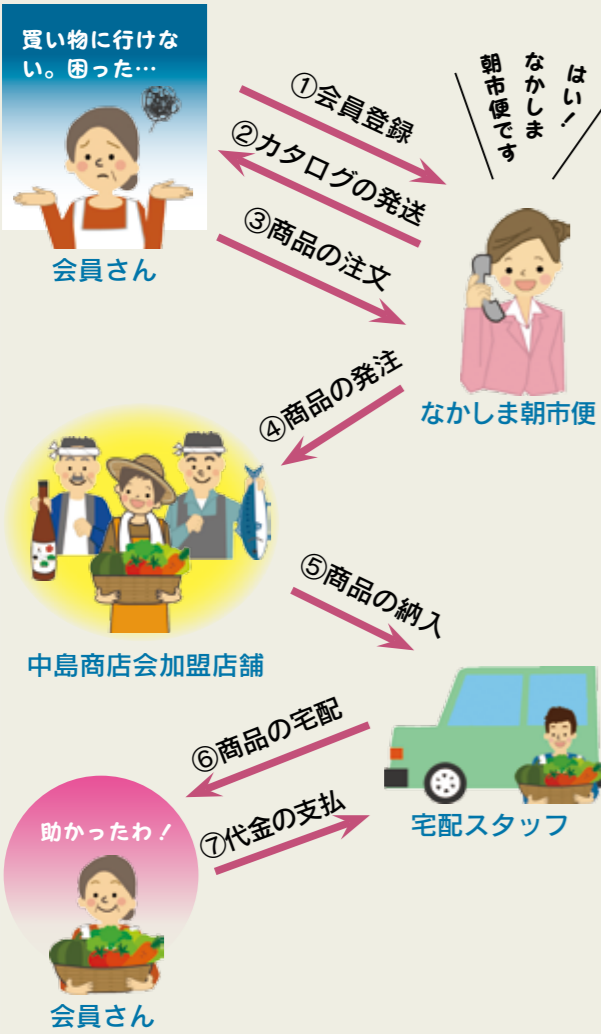 買い物に行けな
い。困った…
会員さん
①会員登録
②カタログの発送
③商品の注文
はい！
なかしま
朝市便です
なかしま朝市便
④商品の発注
中島商店会加盟店舗
⑤商品の納入
宅配スタッフ
⑥商品の宅配
⑦代金の支払
助かったわ！
会員さん